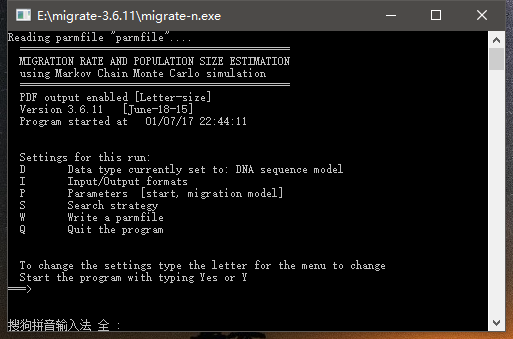 E:\migrate-3.6.11\migrate-n.exe
Reading parmfile "parmfile"....
MIGRATION RATE AND POPULATION SIZE ESTIMATION
using Markov Chain Monte Carlo simulation
PDF output enabled [Letter-size]
Version 3.6.11 [June-18-15]
Program started at 01/07/17 22:44:11
Settings for this run:
D Data type currently set to: DNA sequence model
I Input/Output formats
P Parameters [start, migration model]
S Search strategy
W Write a parmfile
Q Quit the program
To change the settings type the letter for the menu to change
Start the program with typing Yes or Y
===>
搜狗拼音输入法 全 :